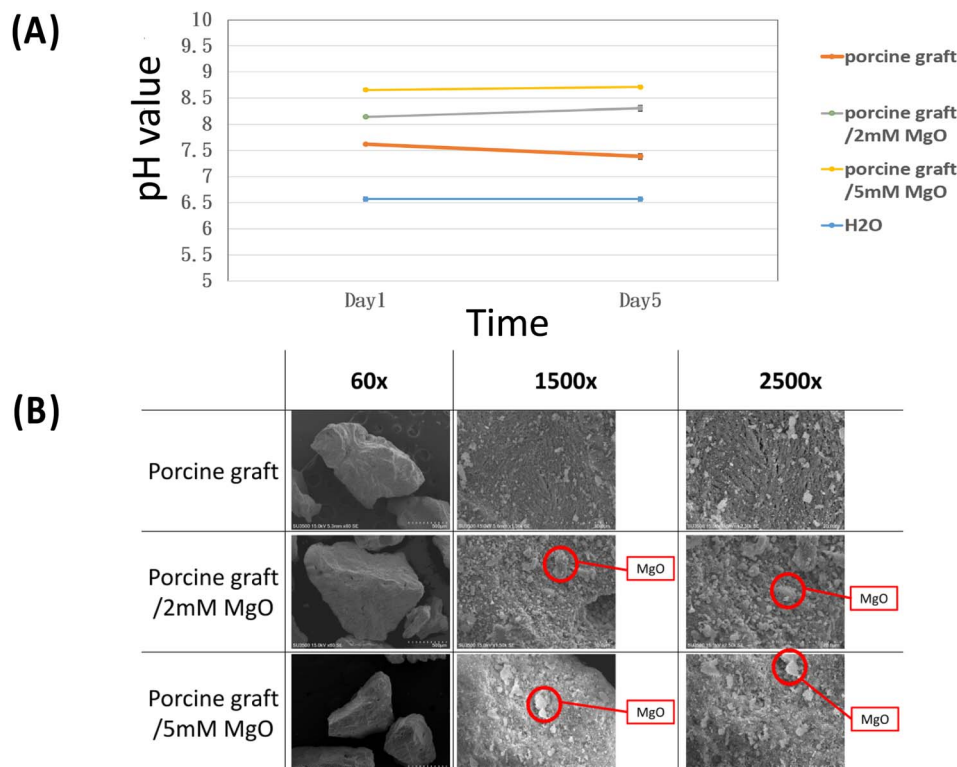 (A)
pH value
10
9.5
9
8.5
8
7.5
7
6.5
6
5.5
5
Day1
Day5
Time
porcine graft
porcine graft
/2mM MgO
porcine graft
/5mM MgO
H2O
(B)
60x
1500x
2500x
Porcine graft
Porcine graft
/2mM MgO
MgO
MgO
Porcine graft
/5mM MgO
MgO
MgO